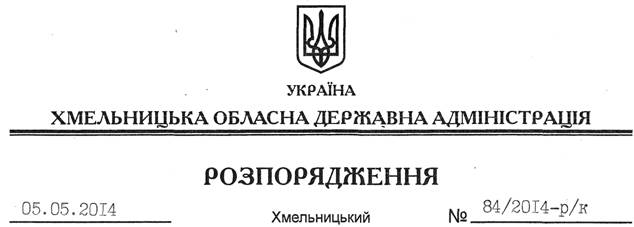 УКРАЇНА
ХМЕЛЬНИЦЬКА ОБЛАСНА ДЕРЖАВНА АДМІНІСТРАЦІЯ
РОЗПОРЯДЖЕННЯ
05.05.2014 Хмельницький № 84/2014-р/к